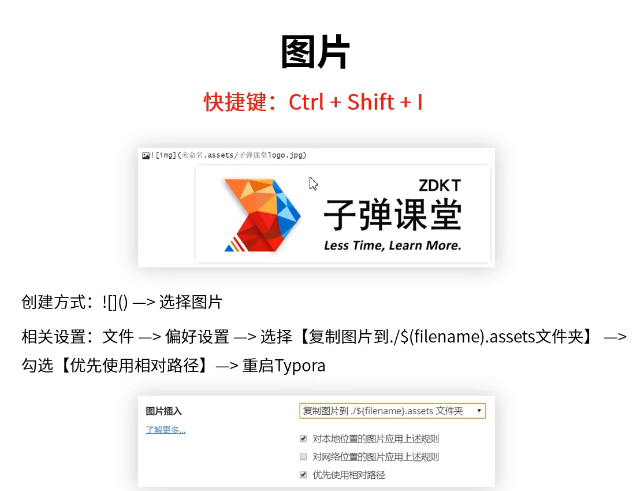 图片
快捷键：Ctrl + Shift + I
![img](未命名.assets/子弹课堂logo.jpg)
ZDKT
子弹课堂
Less Time, Learn More.
创建方式：![]() —> 选择图片
相关设置：文件 —> 偏好设置 —> 选择【复制图片到./$(filename).assets文件夹】 —>
勾选【优先使用相对路径】—> 重启Typora
图片插入
复制图片到 ./${filename}.assets 文件夹
了解更多...
对本地位置的图片应用上述规则
对网络位置的图片应用上述规则
优先使用相对路径